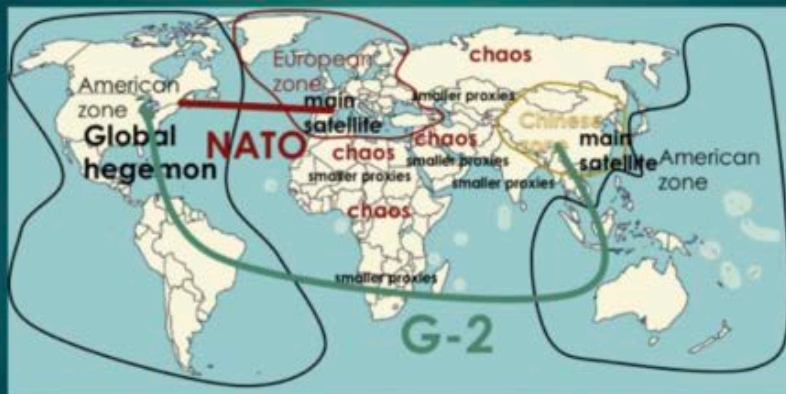 American
zone
Global
hegemon
European
zone
main
satellite
NATO
chaos
smaller proxies
chaos
smaller proxies
chaos
chaos
smaller proxies
smaller proxies
Chinese
zone
main
satellite
American
zone
smaller proxies
G-2